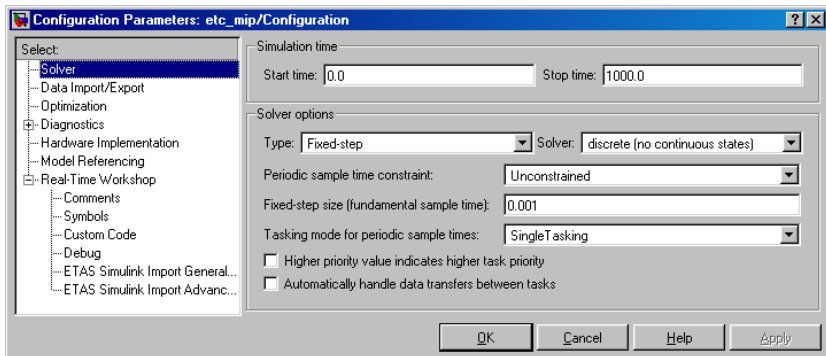 Configuration Parameters: etc_mip/Configuration
Select:
Solver
Data Import/Export
Optimization
Diagnostics
Hardware Implementation
Model Referencing
Real-Time Workshop
Comments
Symbols
Custom Code
Debug
ETAS Simulink Import General...
ETAS Simulink Import Advanc...
Simulation time
Start time: 0.0 Stop time: 1000.0
Solver options
Type: Fixed-step Solver: discrete (no continuous states)
Periodic sample time constraint: Unconstrained
Fixed-step size (fundamental sample time): 0.001
Tasking mode for periodic sample times: SingleTasking
Higher priority value indicates higher task priority
Automatically handle data transfers between tasks
OK Cancel Help Apply